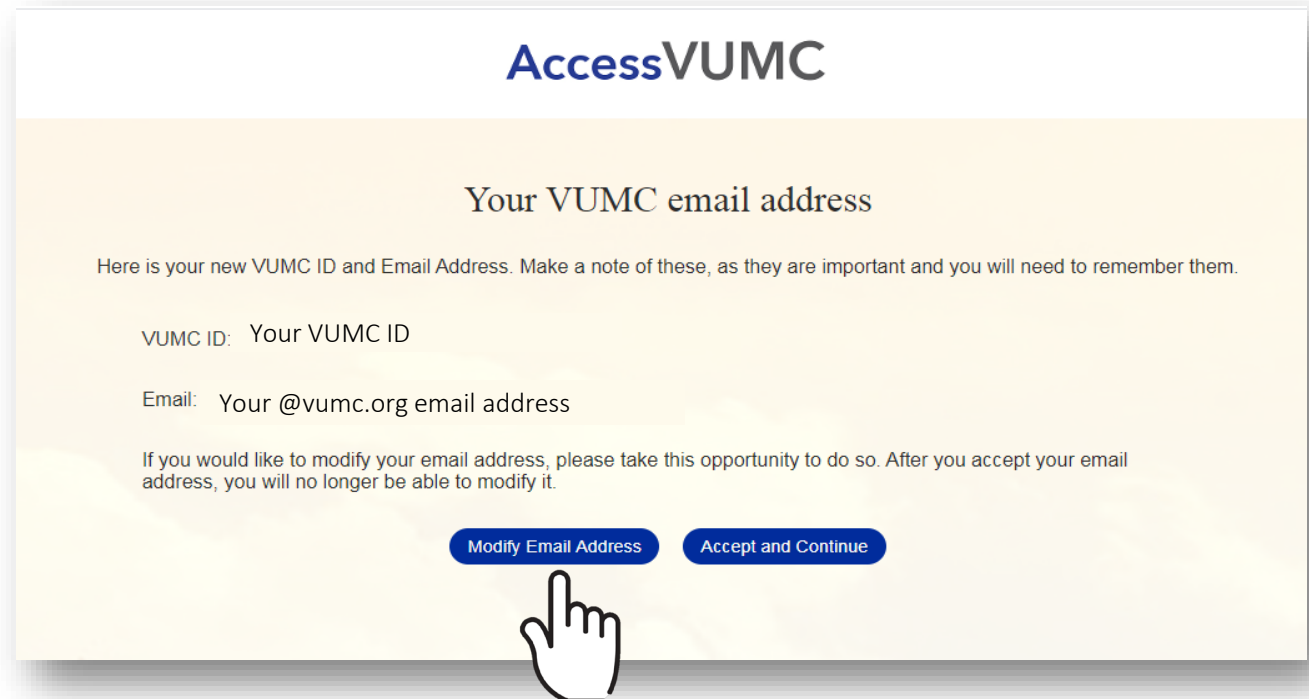 AccessVUMC
Your VUMC email address
Here is your new VUMC ID and Email Address. Make a note of these, as they are important and you will need to remember them.
VUMC ID: Your VUMC ID
Email: Your @vumc.org email address
If you would like to modify your email address, please take this opportunity to do so. After you accept your email
address, you will no longer be able to modify it.
Modify Email Address Accept and Continue